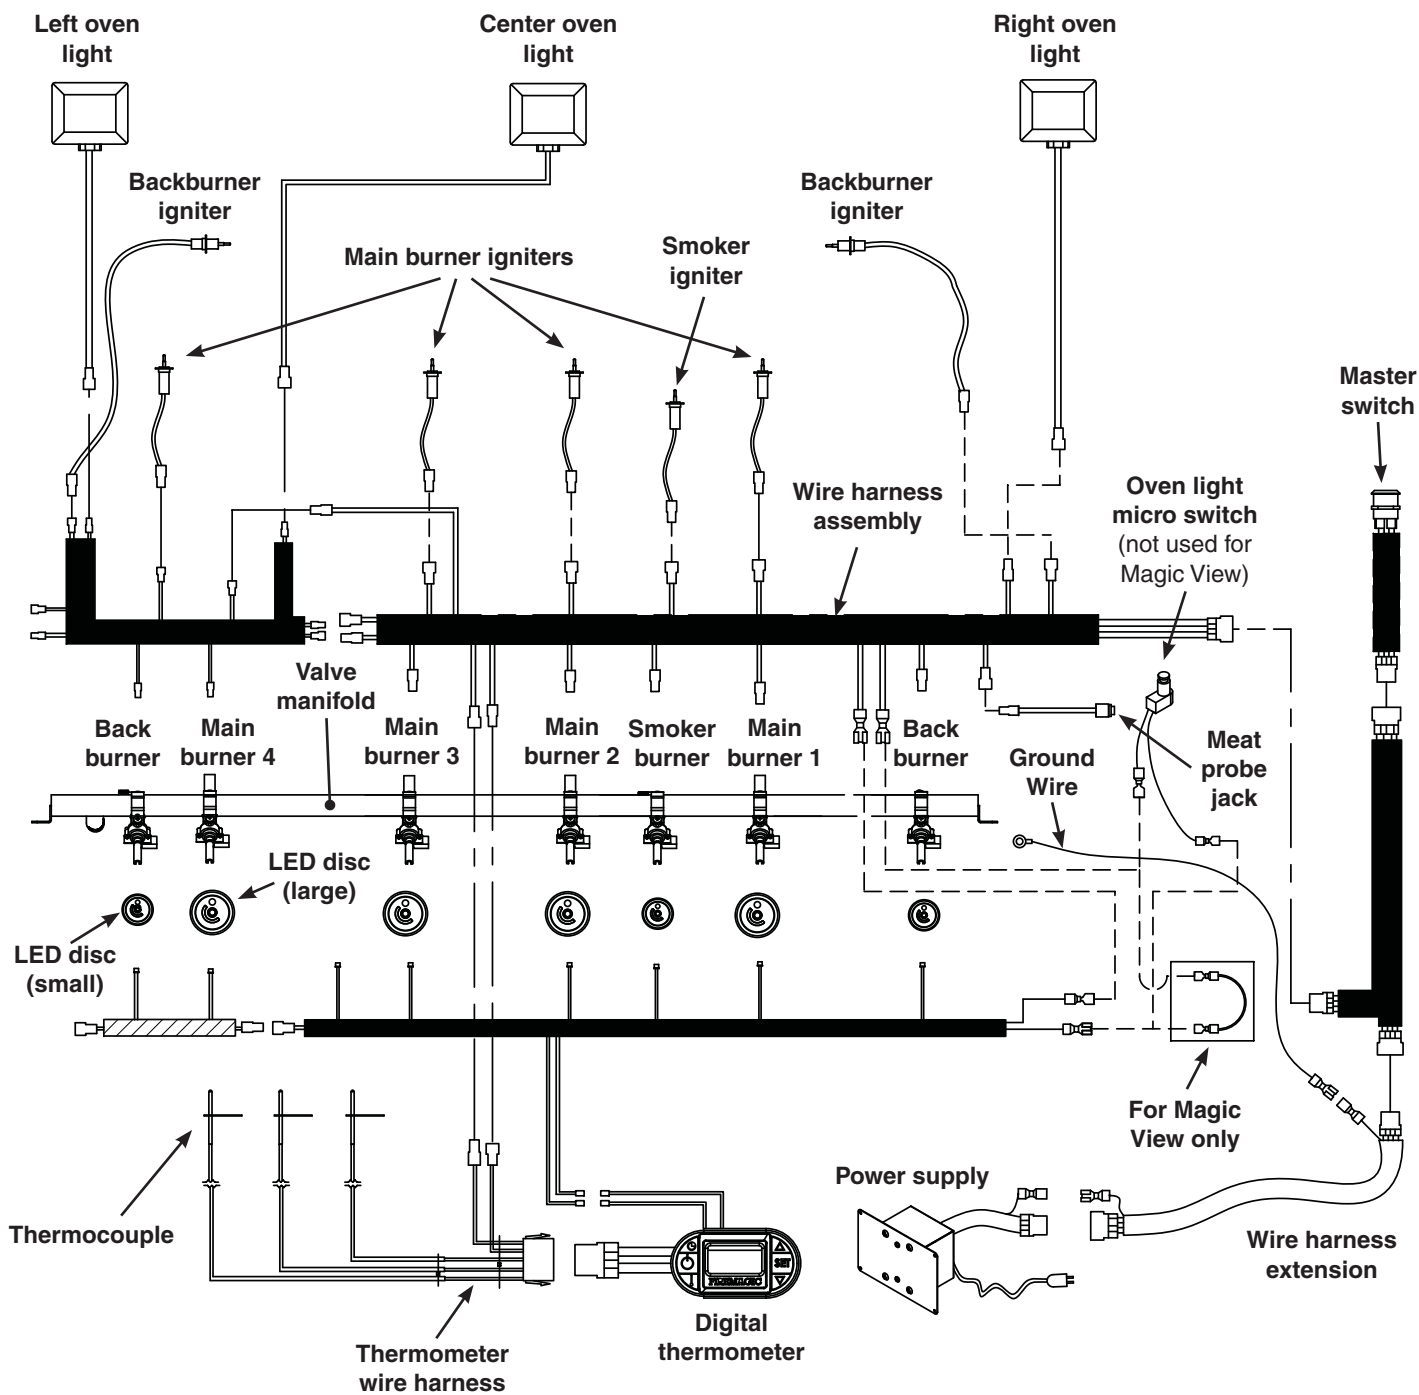 Left oven
light
Center oven
light
Right oven
light
Backburner
igniter
Main burner igniters
Smoker
igniter
Backburner
igniter
Master
switch
Wire harness
assembly
Oven light
micro switch
(not used for
Magic View)
Valve
manifold
Back
burner
Main
burner 4
Main
burner 3
Main
burner 2
Smoker
burner
Main
burner 1
Back
burner
Ground
Wire
Meat
probe
jack
LED disc
(large)
LED disc
(small)
For Magic
View only
Thermocouple
Power supply
SET
Wire harness
extension
Digital
thermometer
Thermometer
wire harness